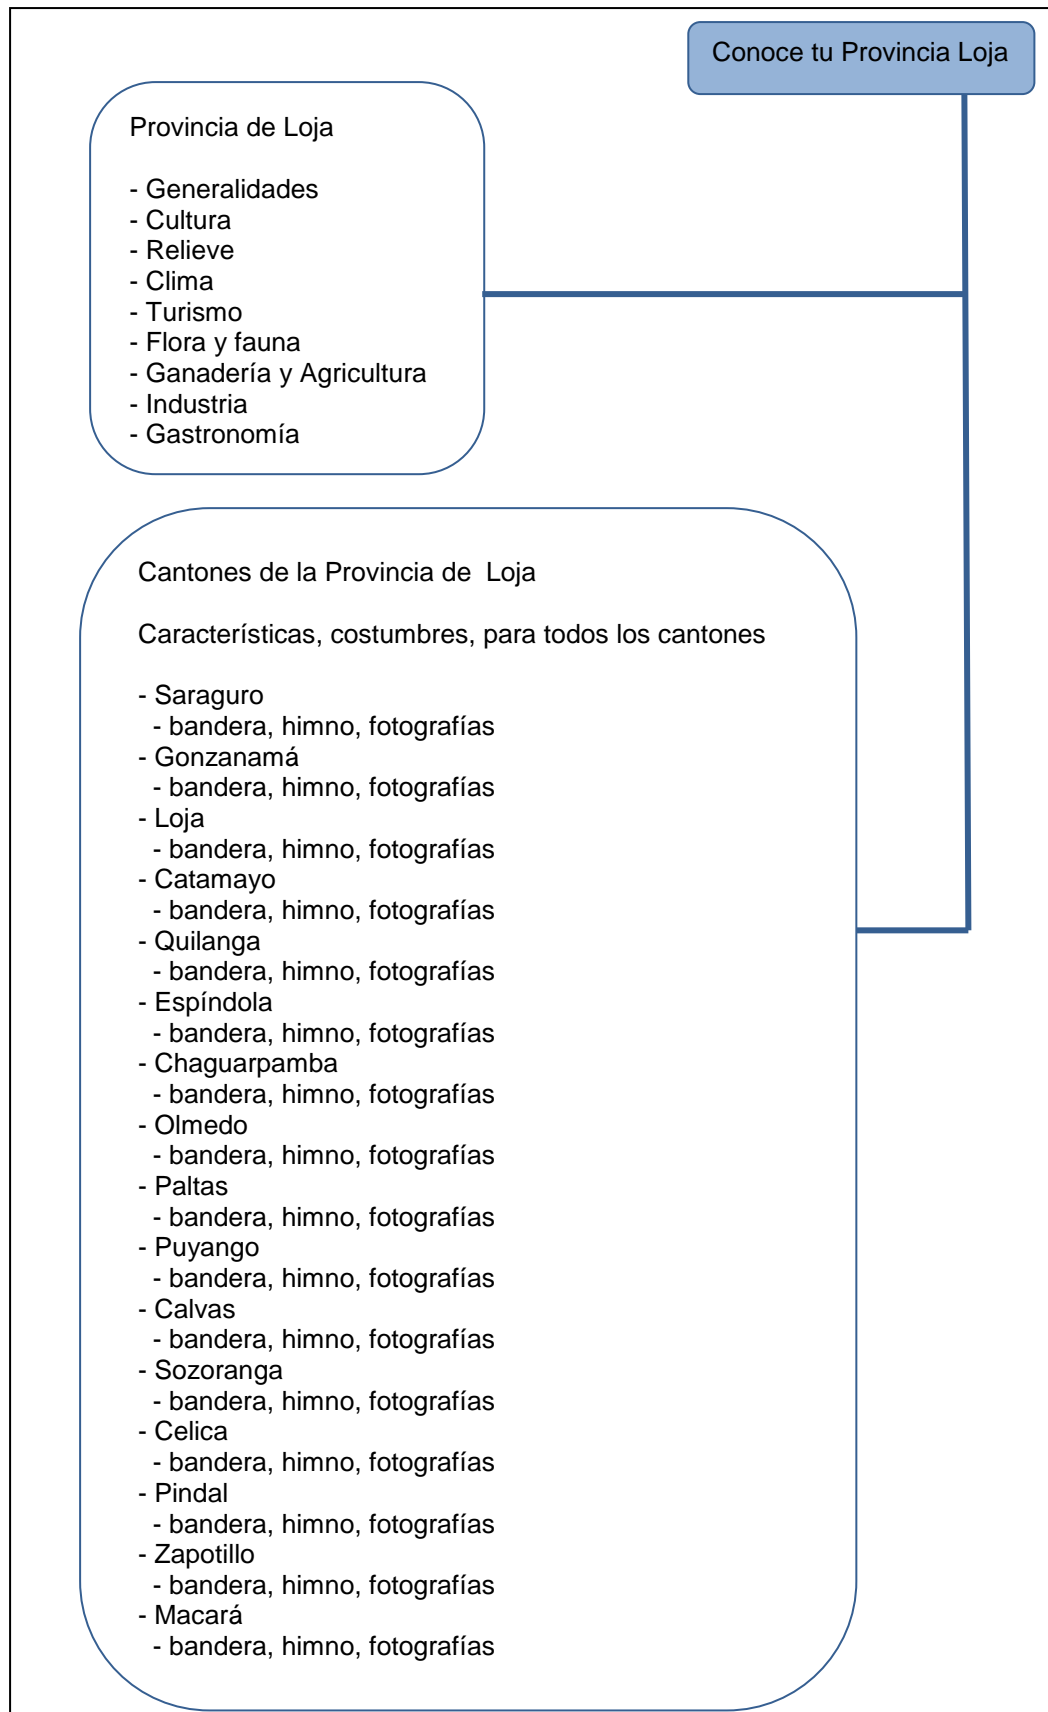 Conoce tu Provincia Loja
Provincia de Loja
- Generalidades
- Cultura
- Relieve
- Clima
- Turismo
- Flora y fauna
- Ganadería y Agricultura
- Industria
- Gastronomía
Cantones de la Provincia de  Loja
Características, costumbres, para todos los cantones
- Saraguro
- bandera, himno, fotografías
- Gonzanamá
- bandera, himno, fotografías
- Loja
- bandera, himno, fotografías
- Catamayo
- bandera, himno, fotografías
- Quilanga
- bandera, himno, fotografías
- Espíndola
- bandera, himno, fotografías
- Chaguarpamba
- bandera, himno, fotografías
- Olmedo
- bandera, himno, fotografías
- Paltas
- bandera, himno, fotografías
- Puyango
- bandera, himno, fotografías
- Calvas
- bandera, himno, fotografías
- Sozoranga
- bandera, himno, fotografías
- Celica
- bandera, himno, fotografías
- Pindal
- bandera, himno, fotografías
- Zapotillo
- bandera, himno, fotografías
- Macará
- bandera, himno, fotografías